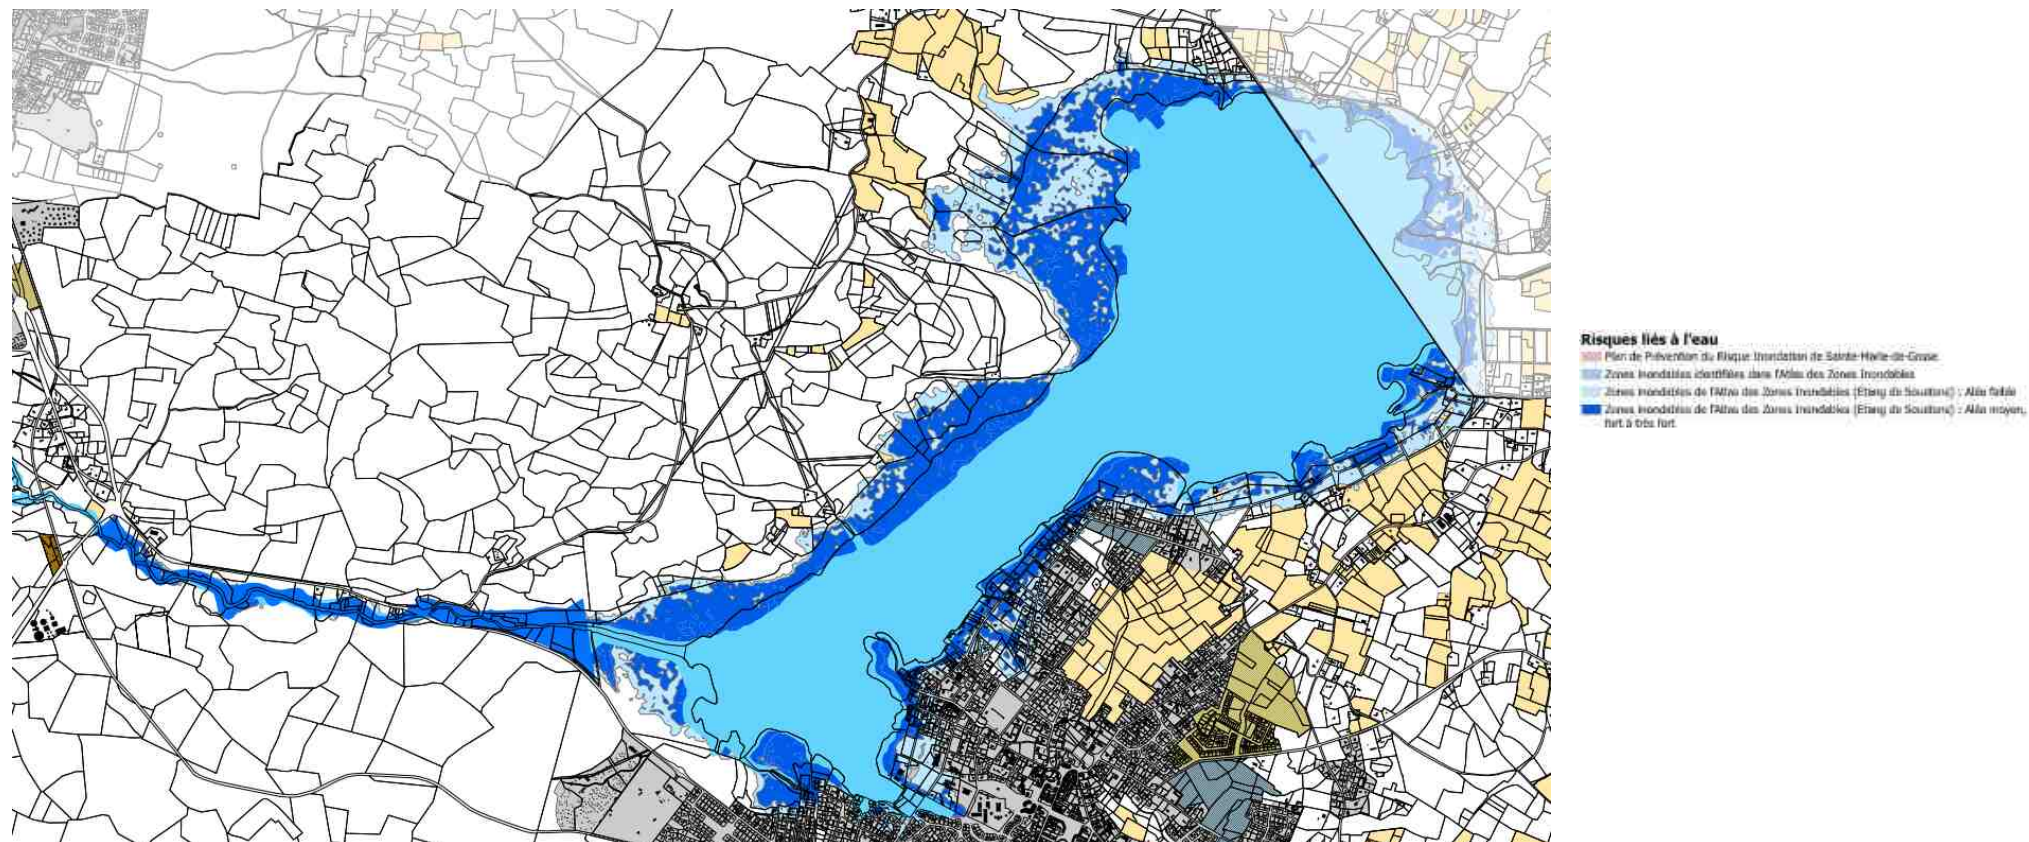 Risques liés à l'eau
Plan de Prévention du Risque Inondation de Sainte-Marie-de-Gosse
Zones inondables identifiées dans l'Atlas des Zones Inondables
Zones inondables de l'Atlas des Zones Inondables (Etang de Soustons) : Aléa faible
Zones inondables de l'Atlas des Zones Inondables (Etang de Soustons) : Aléa moyen,
fort à très fort